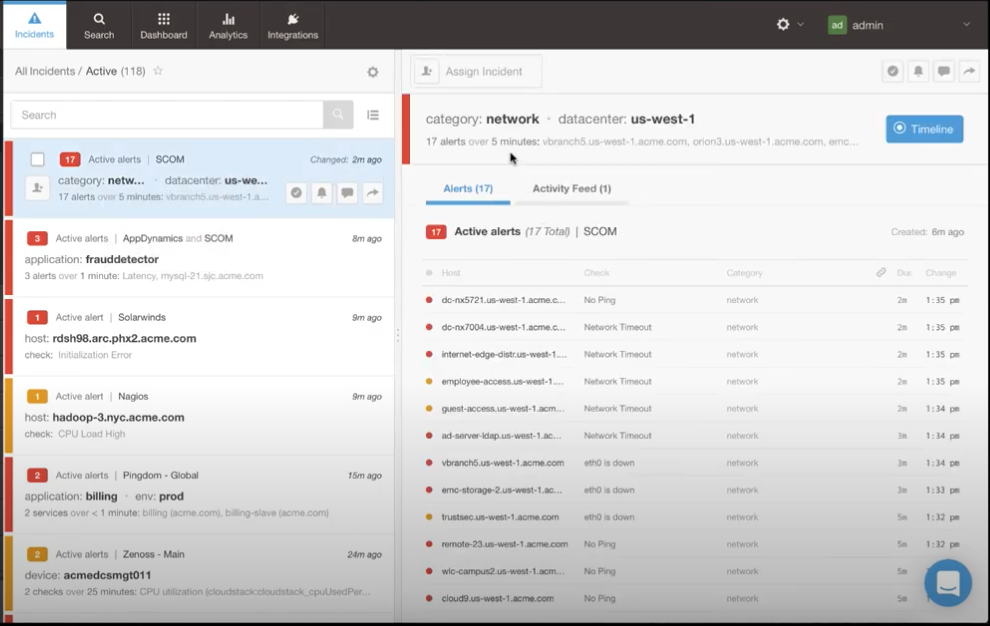 Incidents
Search
Dashboard
Analytics
Integrations
ad admin
All Incidents / Active (118)
Search
17 Active alerts | SCOM Changed: 2m ago
category: netw... · datacenter: us-we...
17 alerts over 5 minutes: vbranch5.us-west-1.a...
3 Active alerts | AppDynamics and SCOM 8m ago
application: frauddetector
3 alerts over 1 minute: Latency, mysql-21.sjc.acme.com
1 Active alert | Solarwinds 9m ago
host: rdsh98.arc.phx2.acme.com
check: Initialization Error
1 Active alert | Nagios 9m ago
host: hadoop-3.nyc.acme.com
check: CPU Load High
2 Active alerts | Pingdom - Global 15m ago
application: billing · env: prod
2 services over < 1 minute: billing (acme.com), billing-slave (acme.com)
2 Active alerts | Zenoss - Main 24m ago
device: acmedcsmgt011
2 checks over 25 minutes: CPU utilization (cloudstack:cloudstack_cpuUsedPer...
Assign Incident
category: network · datacenter: us-west-1
17 alerts over 5 minutes: vbranch5.us-west-1.acme.com, orion3.us-west-1.acme.com, emc...
Timeline
Alerts (17) Activity Feed (1)
17 Active alerts (17 Total) | SCOM Created: 6m ago
Host Check Category Due Change
dc-nx5721.us-west-1.acme.c... No Ping network 2m 1:35 pm
dc-nx7004.us-west-1.acme.c... Network Timeout network 2m 1:35 pm
internet-edge-distr.us-west-1.... Network Timeout network 2m 1:35 pm
employee-access.us-west-1.... Network Timeout network 2m 1:35 pm
guest-access.us-west-1.acm... Network Timeout network 2m 1:34 pm
ad-server-ldap.us-west-1.ac... Network Timeout network 3m 1:34 pm
vbranch5.us-west-1.acme.com eth0 is down network 3m 1:34 pm
emc-storage-2.us-west-1.ac... eth0 is down network 3m 1:33 pm
trustsec.us-west-1.acme.com eth0 is down network 5m 1:32 pm
remote-23.us-west-1.acme.com No Ping network 5m 1:32 pm
wlc-campus2.us-west-1.acm... No Ping network 5m
cloud9.us-west-1.acme.com No Ping network 5m